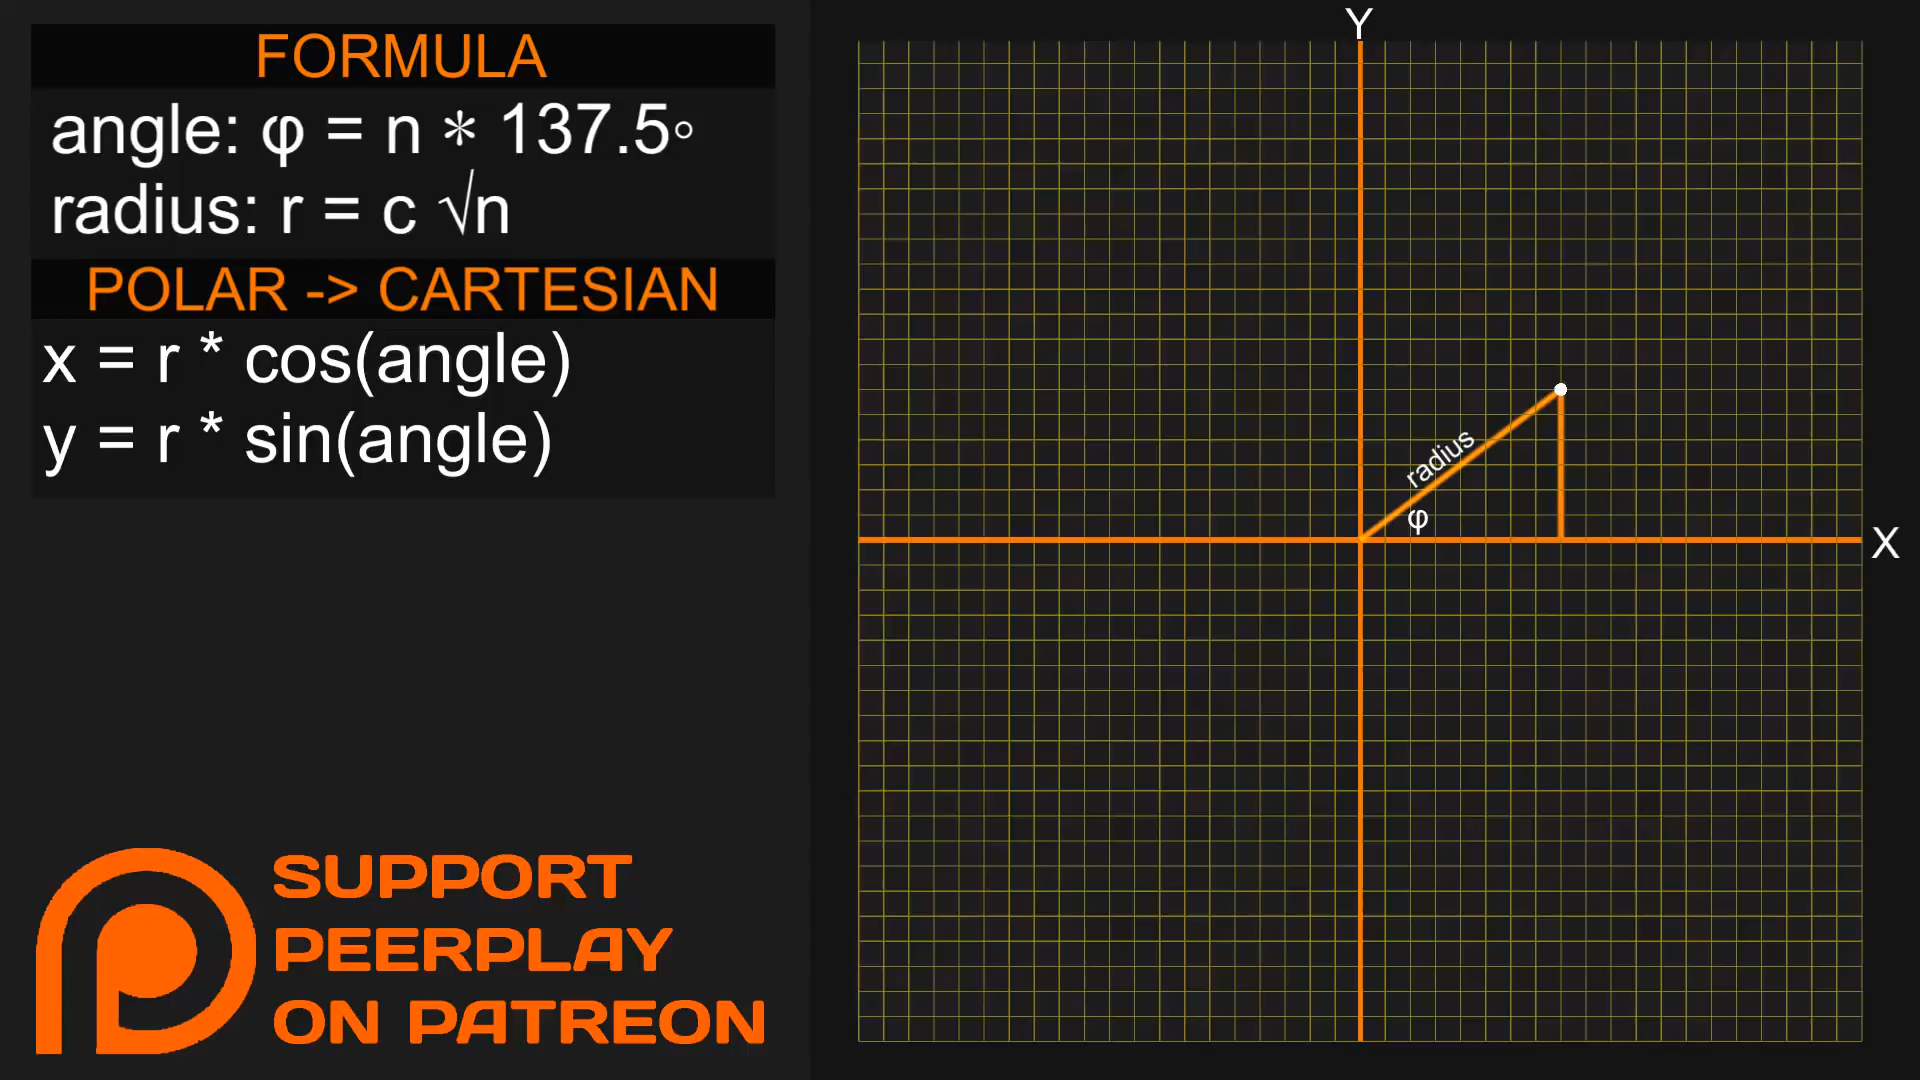 FORMULA
angle: φ = n * 137.5°
radius: r = c √n
POLAR -> CARTESIAN
x = r * cos(angle)
y = r * sin(angle)
Y
radius
φ
X
SUPPORT
PEERPLAY
ON PATREON